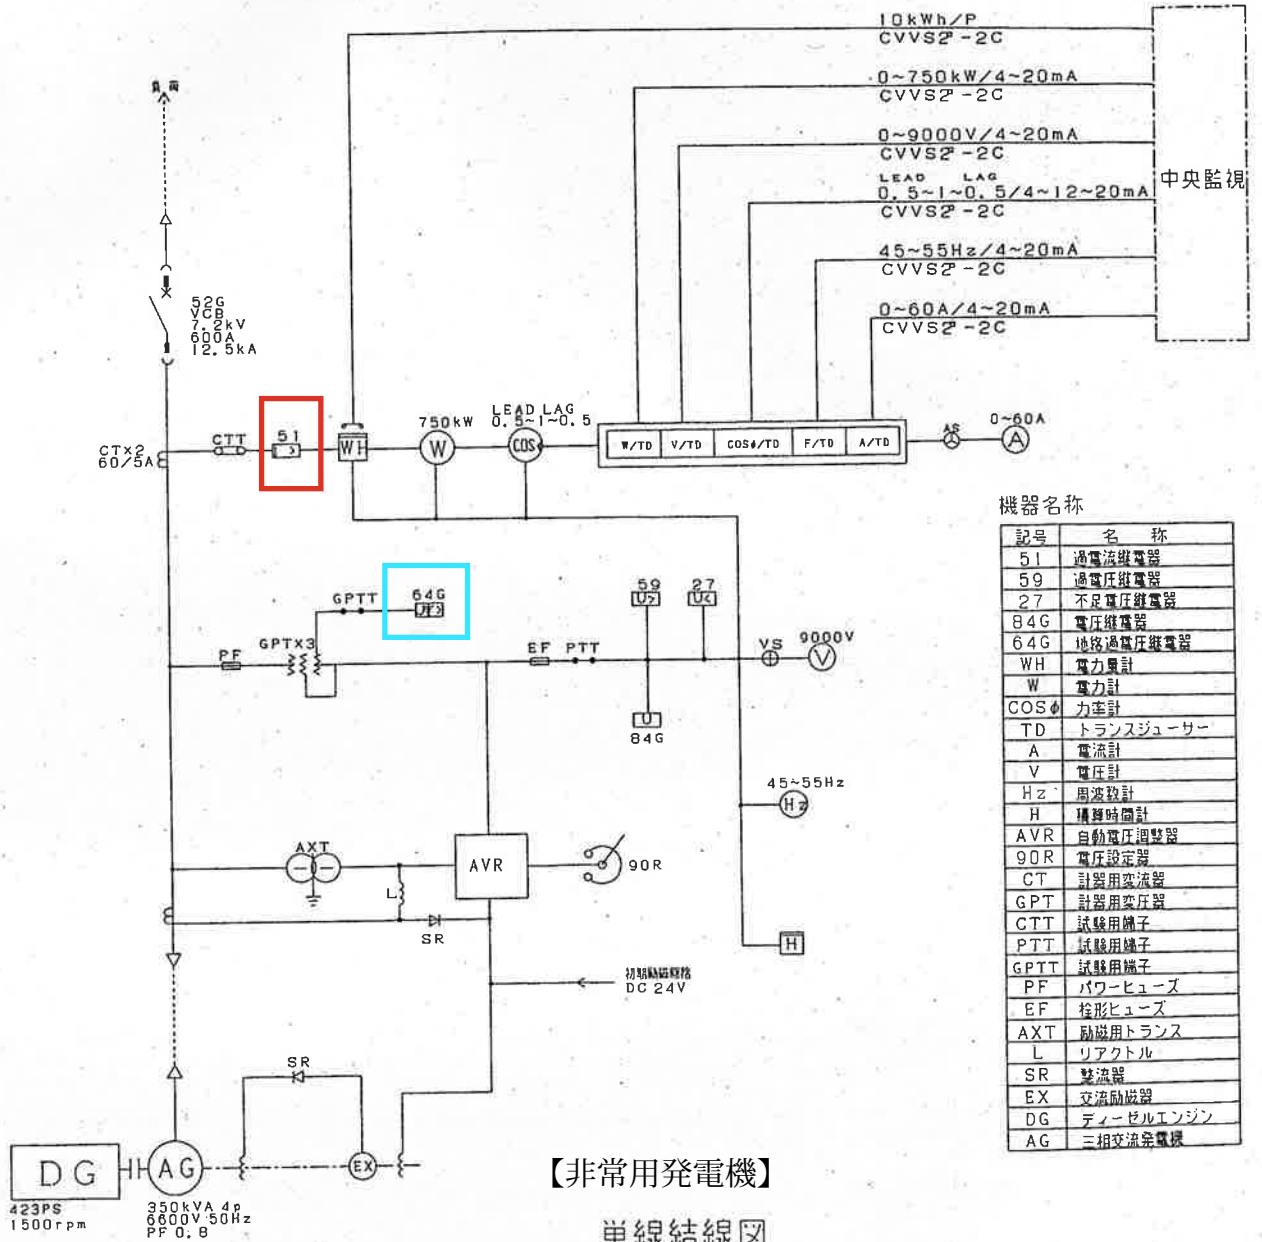 10kWh/P
CVVS2□-2C
0~750kW/4~20mA
CVVS2□-2C
0~9000V/4~20mA
CVVS2□-2C
LEAD LAG
0.5~1~0.5/4~12~20mA
CVVS2□-2C
45~55Hz/4~20mA
CVVS2□-2C
0~60A/4~20mA
CVVS2□-2C
中央監視
負荷
52G
VCB
7.2kV
600A
12.5kA
CT×2
60/5A
CTT
51
WH
750kW
W
LEAD LAG
0.5~1~0.5
COSφ
W/TD
V/TD
COSφ/TD
F/TD
A/TD
AS
0~60A
A
PF
GPT×3
GPTT
64G
EF
PTT
59
U>
27
U<
U
84G
VS
9000V
V
45~55Hz
Hz
H
AXT
L
AVR
90R
SR
初期励磁電路
DC24V
SR
DG
AG
EX
423PS
1500rpm
350kVA 4p
6600V 50Hz
PF 0.8
【非常用発電機】
単線結線図
機器名称
記号 名称
51 過電流継電器
59 過電圧継電器
27 不足電圧継電器
84G 電圧継電器
64G 地絡過電圧継電器
WH 電力量計
W 電力計
COSφ 力率計
TD トランスジューサー
A 電流計
V 電圧計
Hz 周波数計
H 積算時間計
AVR 自動電圧調整器
90R 電圧設定器
CT 計器用変流器
GPT 計器用変圧器
CTT 試験用端子
PTT 試験用端子
GPTT 試験用端子
PF パワーヒューズ
EF 栓形ヒューズ
AXT 励磁用トランス
L リアクトル
SR 整流器
EX 交流励磁器
DG ディーゼルエンジン
AG 三相交流発電機